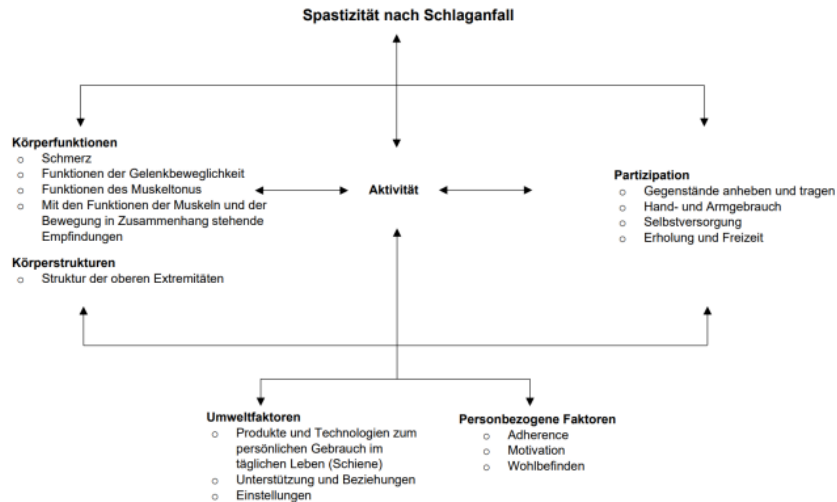 Spastizität nach Schlaganfall
Körperfunktionen
o Schmerz
o Funktionen der Gelenkbeweglichkeit
o Funktionen des Muskeltonus
o Mit den Funktionen der Muskeln und der
Bewegung in Zusammenhang stehende
Empfindungen
Körperstrukturen
o Struktur der oberen Extremitäten
Aktivität
Partizipation
o Gegenstände anheben und tragen
o Hand- und Armgebrauch
o Selbstversorgung
o Erholung und Freizeit
Umweltfaktoren
o Produkte und Technologien zum
persönlichen Gebrauch im
täglichen Leben (Schiene)
o Unterstützung und Beziehungen
o Einstellungen
Personbezogene Faktoren
o Adherence
o Motivation
o Wohlbefinden